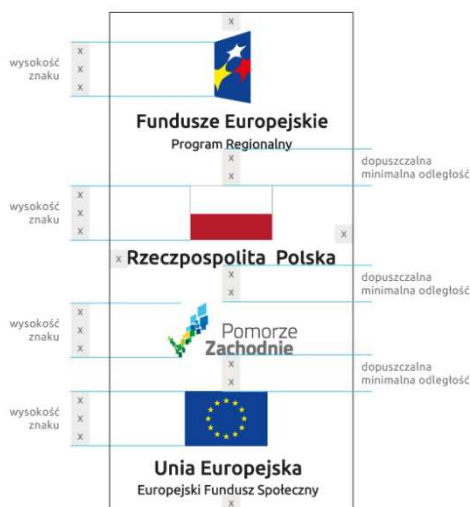 x
wysokość
znaku
x
x
x
Fundusze Europejskie
Program Regionalny
x
x
dopuszczalna
minimalna odległość
wysokość
znaku
x
x
x
x
x
Rzeczpospolita Polska
x
x
dopuszczalna
minimalna odległość
wysokość
znaku
x
x
x
Pomorze
Zachodnie
x
x
dopuszczalna
minimalna odległość
wysokość
znaku
x
x
x
Unia Europejska
Europejski Fundusz Społeczny
x